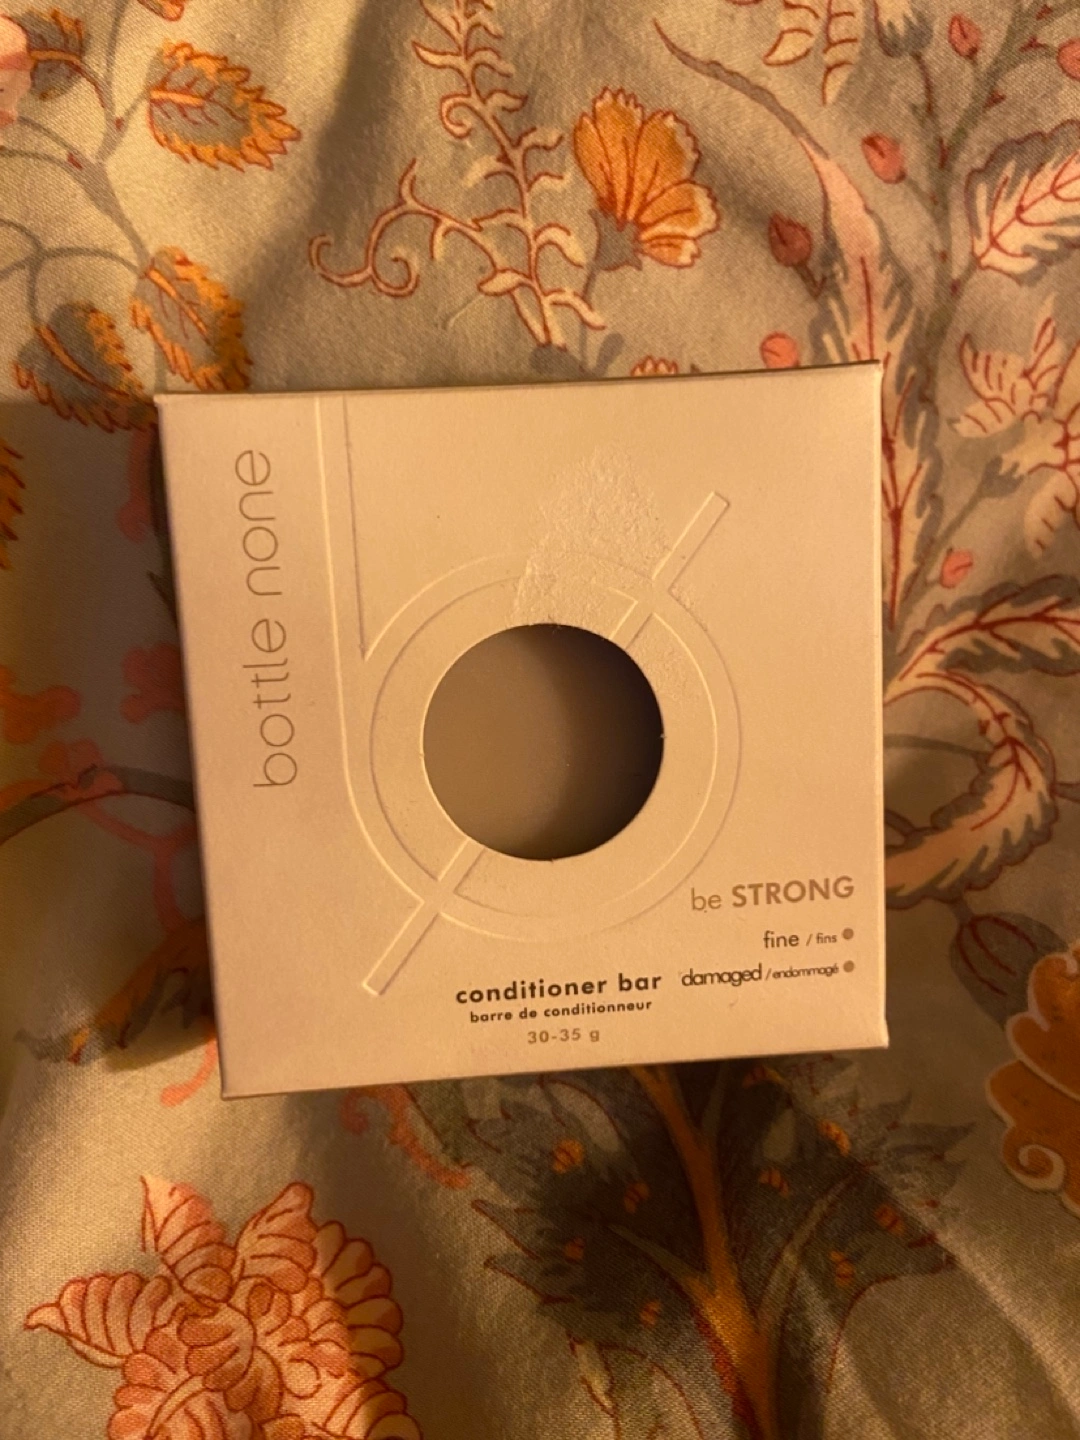 bottle none
be STRONG
fine / fins
damaged / endommagé
conditioner bar
barre de conditionneur
30-35 g